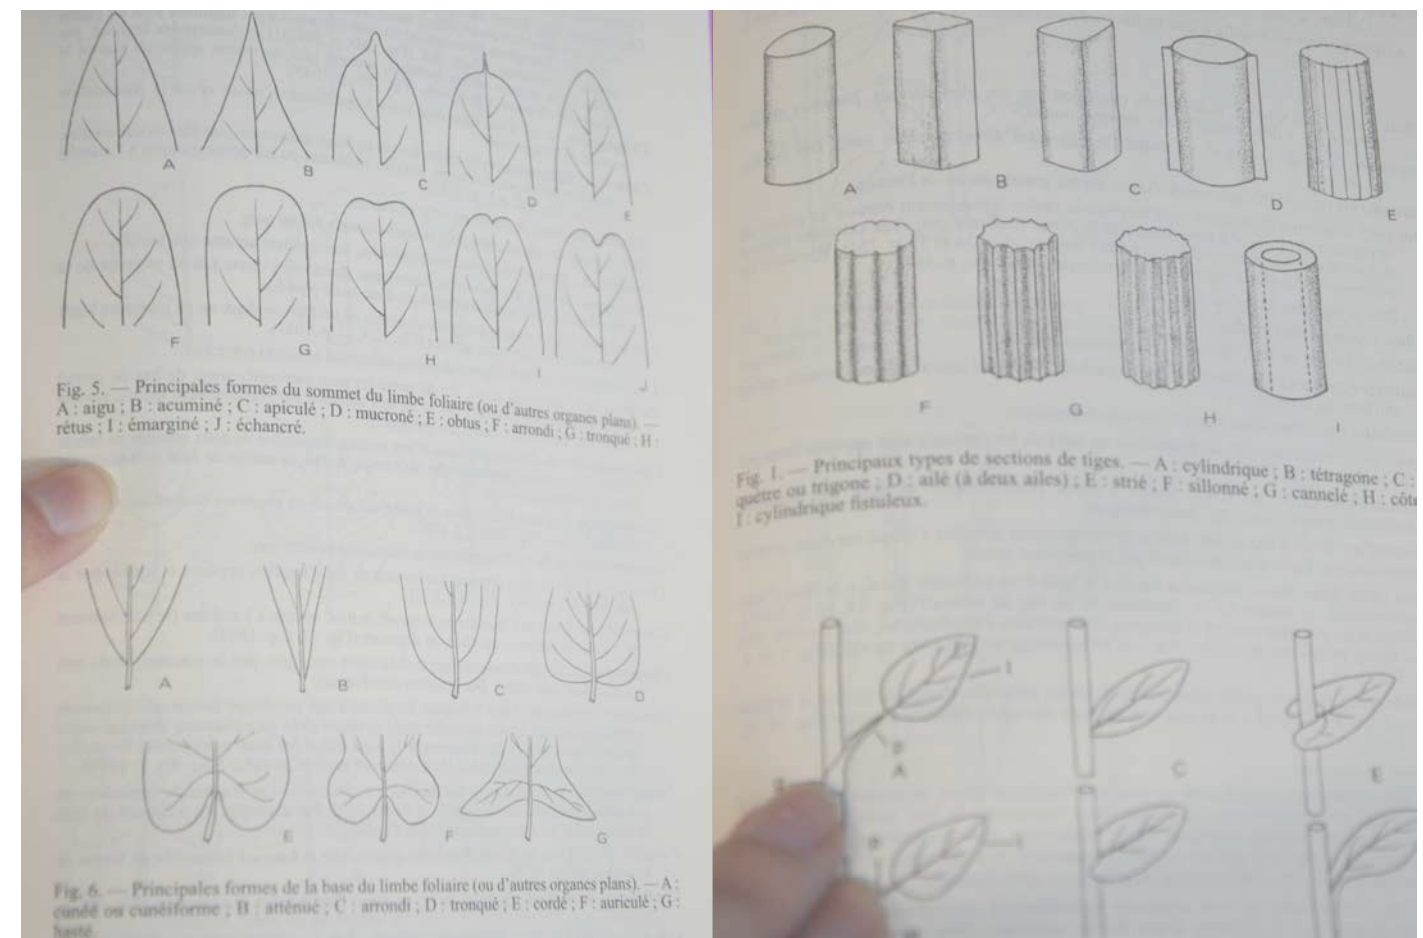 A
B
C
D
E
F
G
H
I
J
Fig. 5. — Principales formes du sommet du limbe foliaire (ou d'autres organes plans). —
A : aigu ; B : acuminé ; C : apiculé ; D : mucroné ; E : obtus ; F : arrondi ; G : tronqué ; H :
rétus ; I : émarginé ; J : échancré.
A
B
C
D
E
F
G
Fig. 6. — Principales formes de la base du limbe foliaire (ou d'autres organes plans). — A :
cunéé ou cunéiforme ; B : atténué ; C : arrondi ; D : tronqué ; E : cordé ; F : auriculé ; G :
hasté
A
B
C
D
E
F
G
H
I
Fig. 1. — Principaux types de sections de tiges. — A : cylindrique ; B : tétragone ; C :
quètre ou trigone ; D : ailé (à deux ailes) ; E : strié ; F : sillonné ; G : cannelé ; H : côte
I : cylindrique fistuleux.
l
P
A
C
E